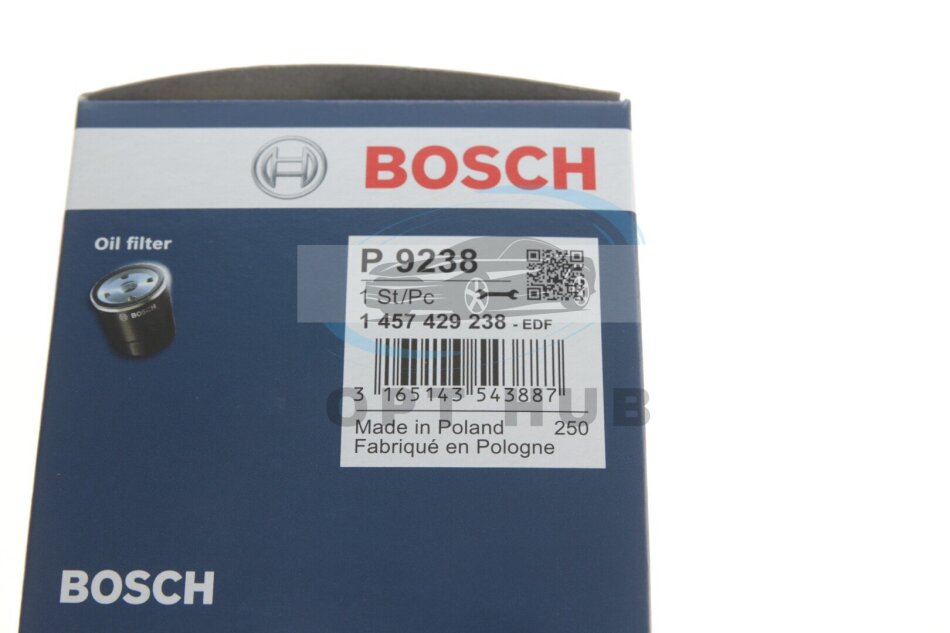 BOSCH
Oil filter
BOSCH
P 9238
1 St/Pc
1 457 429 238 - EDF
3 165143 543887
Made in Poland 250
Fabriqué en Pologne
OPT HUB
BOSCH